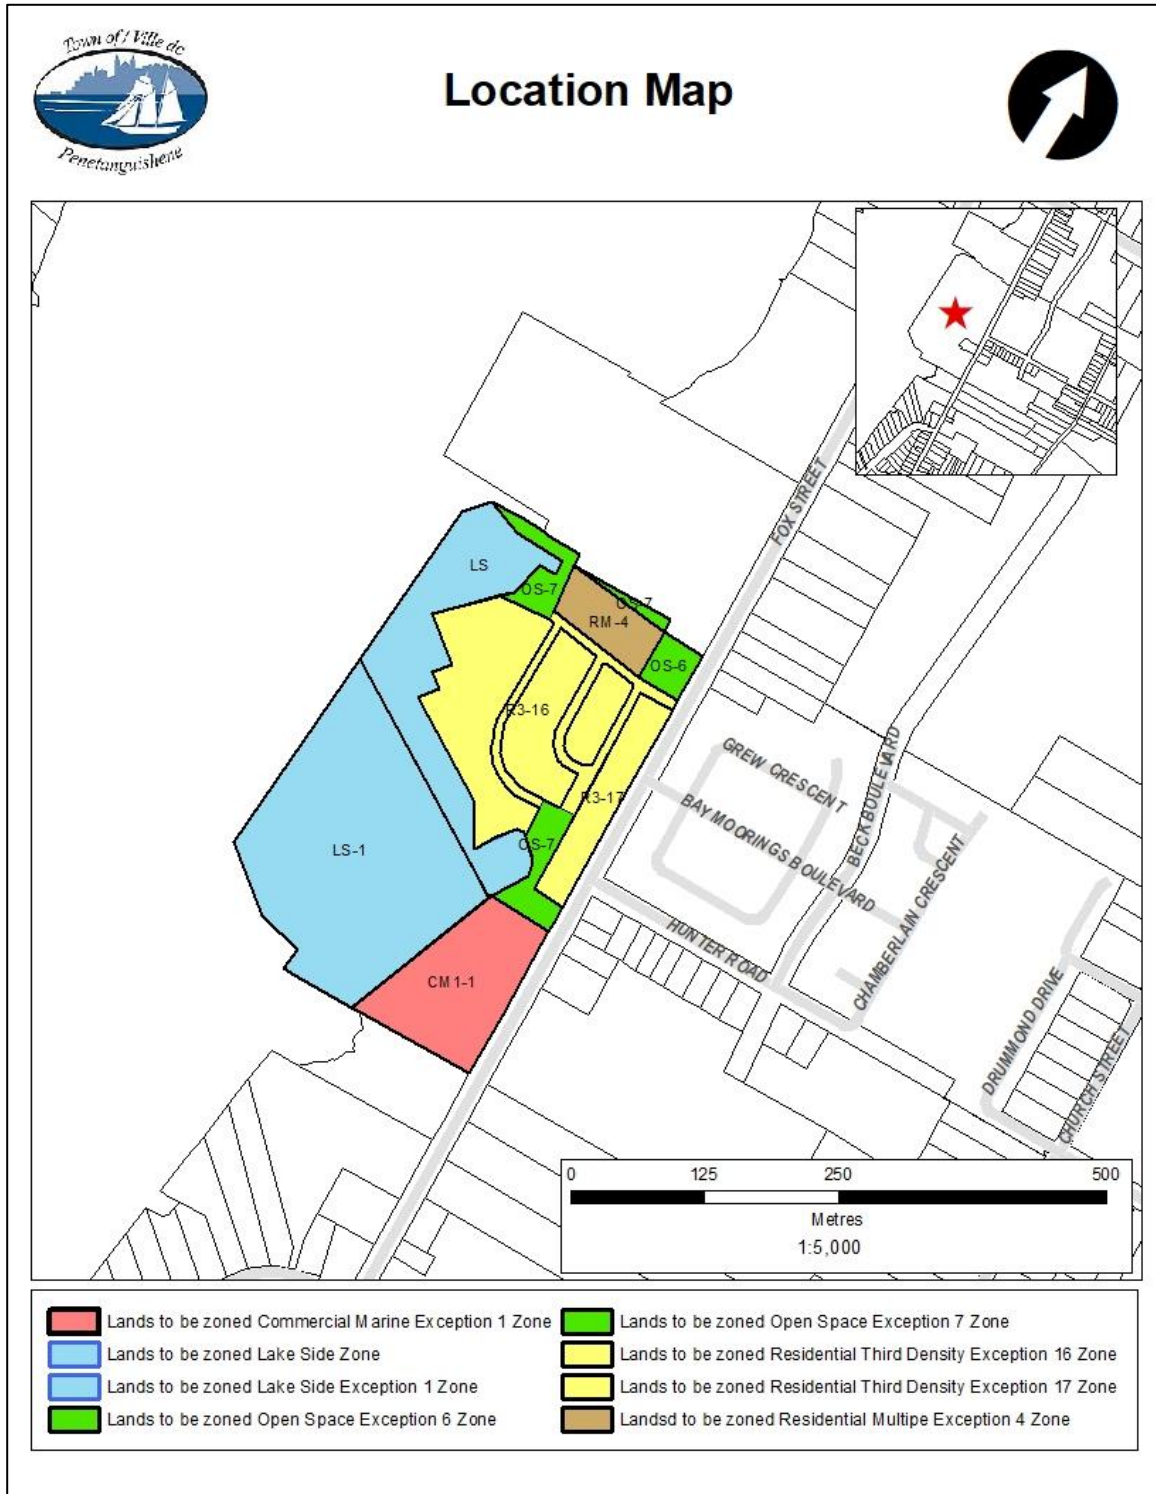 Town of / Ville de
Penetanguishene
Location Map
FOX STREET
LS
OS-7
OS-7
RM-4
OS-6
R3-16
GREW CRESCENT
BECK BOULEVARD
R3-17
BAY MOORINGS BOULEVARD
LS-1
OS-7
CHAMBERLAIN CRESCENT
HUNTER ROAD
CM1-1
DRUMMOND DRIVE
CHURCH STREET
0 125 250 500
Metres
1:5,000
Lands to be zoned Commercial Marine Exception 1 Zone
Lands to be zoned Lake Side Zone
Lands to be zoned Lake Side Exception 1 Zone
Lands to be zoned Open Space Exception 6 Zone
Lands to be zoned Open Space Exception 7 Zone
Lands to be zoned Residential Third Density Exception 16 Zone
Lands to be zoned Residential Third Density Exception 17 Zone
Landsd to be zoned Residential Multipe Exception 4 Zone